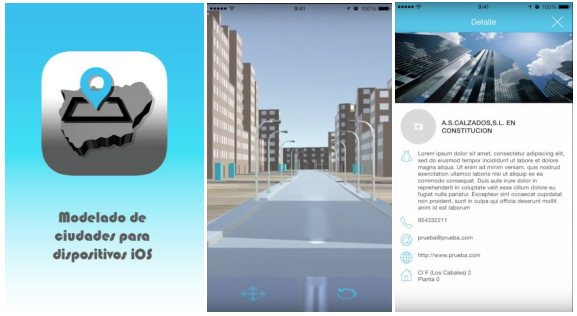 Modelado de
ciudades para
dispositivos iOS
9:41
100%
9:41
100%
Detalle
A.S.CALZADOS,S.L. EN
CONSTITUCION
Lorem ipsum dolor sit amet, consectetur adipiscing elit,
sed do eiusmod tempor incididunt ut labore et dolore
magna aliqua. Ut enim ad minim veniam, quis nostrud
exercitation ullamco laboris nisi ut aliquip ex ea
commodo consequat. Duis aute irure dolor in
reprehenderit in voluptate velit esse cillum dolore eu
fugiat nulla pariatur. Excepteur sint occaecat cupidatat
non proident, sunt in culpa qui officia deserunt mollit
anim id est laborum
654332211
prueba@prueba.com
http://www.prueba.com
Cl F (Los Cabales) 2
Planta 0